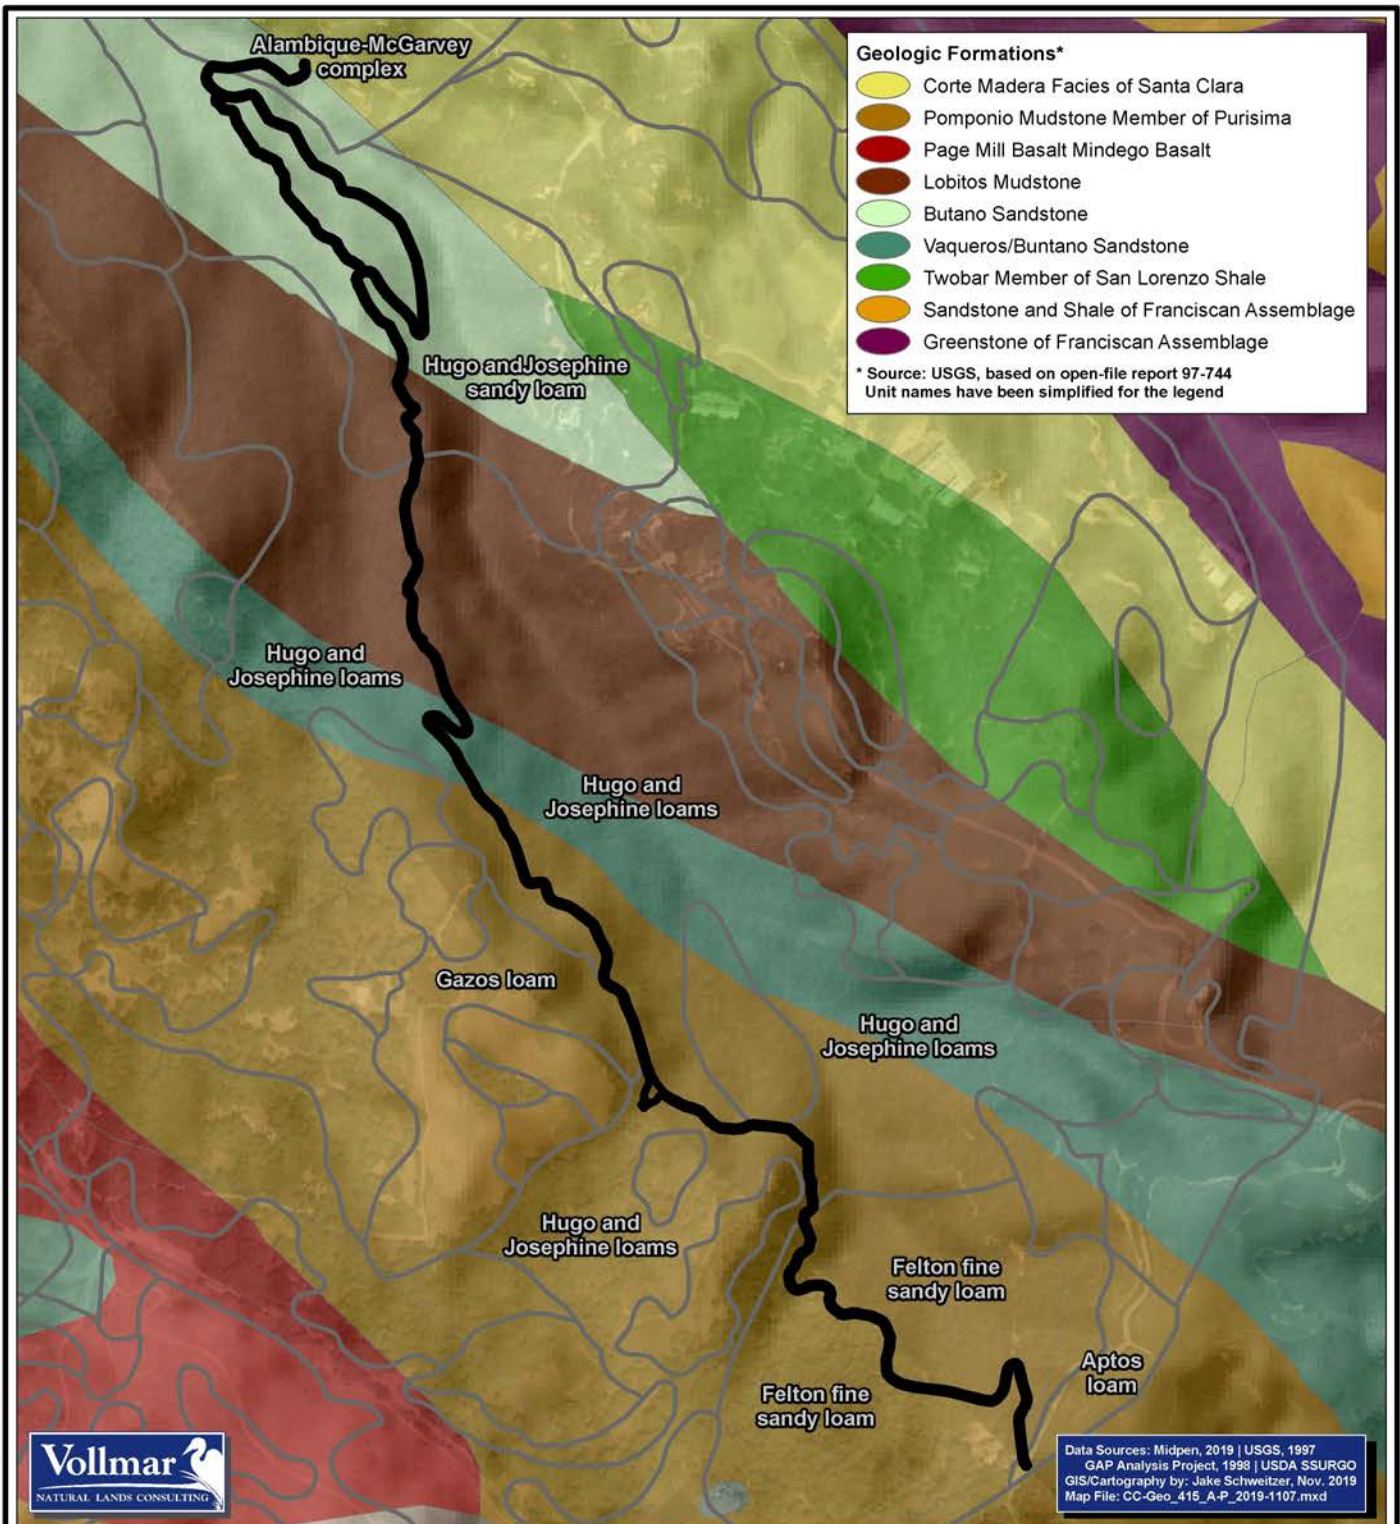 Alambique-McGarvey
complex
Geologic Formations*
Corte Madera Facies of Santa Clara
Pomponio Mudstone Member of Purisima
Page Mill Basalt Mindego Basalt
Lobitos Mudstone
Butano Sandstone
Vaqueros/Buntano Sandstone
Twobar Member of San Lorenzo Shale
Sandstone and Shale of Franciscan Assemblage
Greenstone of Franciscan Assemblage
* Source: USGS, based on open-file report 97-744
Unit names have been simplified for the legend
Hugo andJosephine
sandy loam
Hugo and
Josephine loams
Hugo and
Josephine loams
Gazos loam
Hugo and
Josephine loams
Hugo and
Josephine loams
Felton fine
sandy loam
Aptos
loam
Felton fine
sandy loam
Vollmar
NATURAL LANDS CONSULTING
Data Sources: Midpen, 2019 | USGS, 1997
GAP Analysis Project, 1998 | USDA SSURGO
GIS/Cartography by: Jake Schweitzer, Nov. 2019
Map File: CC-Geo_415_A-P_2019-1107.mxd